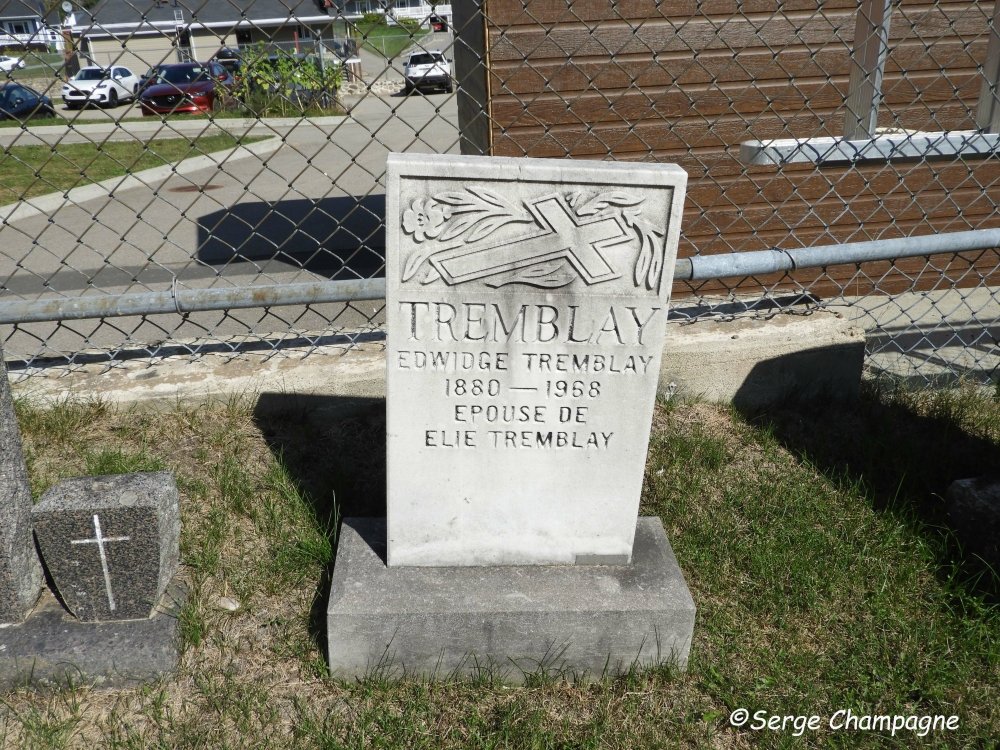 TREMBLAY
EDWIDGE TREMBLAY
1880 — 1968
EPOUSE DE
ELIE TREMBLAY
©Serge Champagne